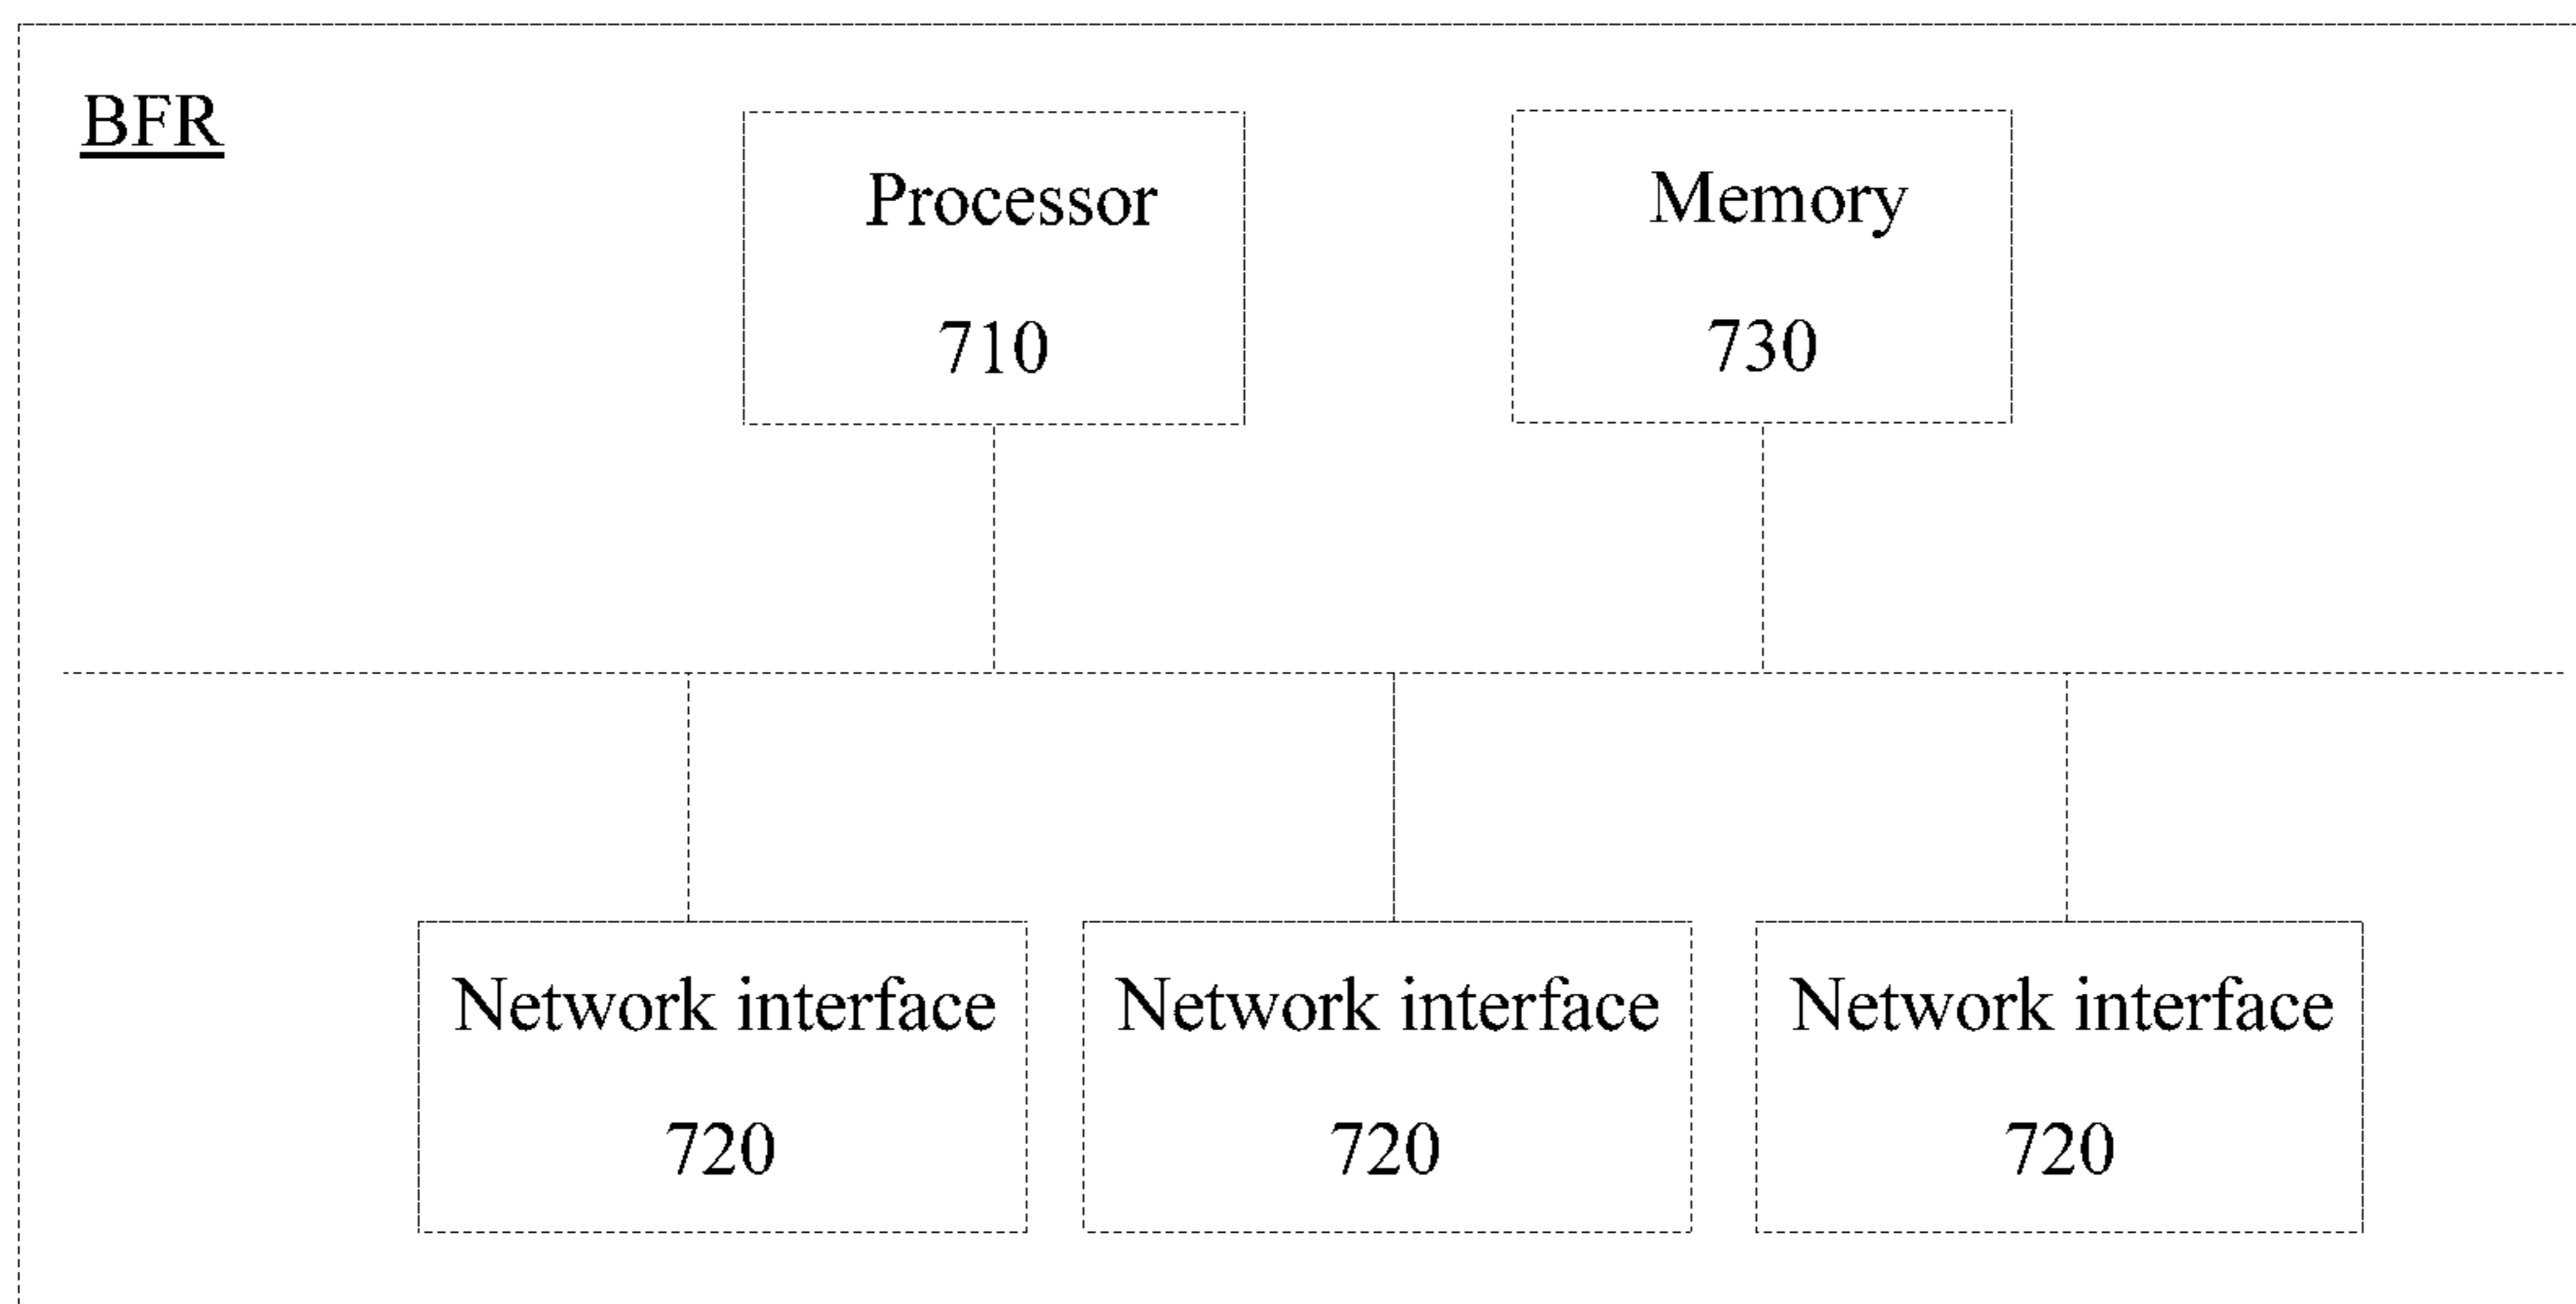 BFR
Processor
710
Memory
730
Network interface
720
Network interface
720
Network interface
720